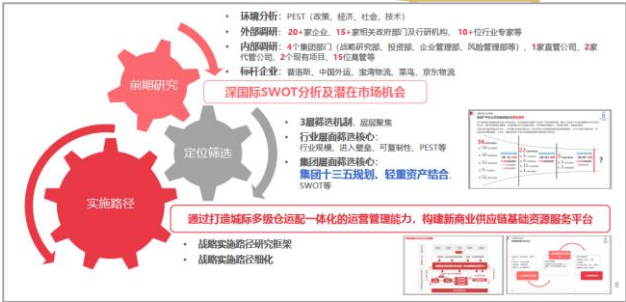 • 环境分析：PEST（政策、经济、社会、技术）
• 外部调研：20+家企业，15+家相关政府部门及行研机构、10+位行业专家等
• 内部调研：4个集团部门（战略研究部、投资部、企业管理部、风险管理部等），1家直管公司、2家
代管公司、2个现有项目、15位高管等
• 标杆企业：普洛斯、中国外运、宝湾物流、菜鸟、京东物流
前期研究
深国际SWOT分析及潜在市场机会
• 3层筛选机制，层层聚焦
• 行业层面筛选核心：
行业规模、进入壁垒、可复制性、PEST等
• 集团层面筛选核心：
集团十三五规划、轻重资产结合、
SWOT等
定位筛选
实施路径
通过打造城际多级仓运配一体化的运营管理能力，构建新商业供应链基础资源服务平台
• 战略实施路径研究框架
• 战略实施路径细化
8